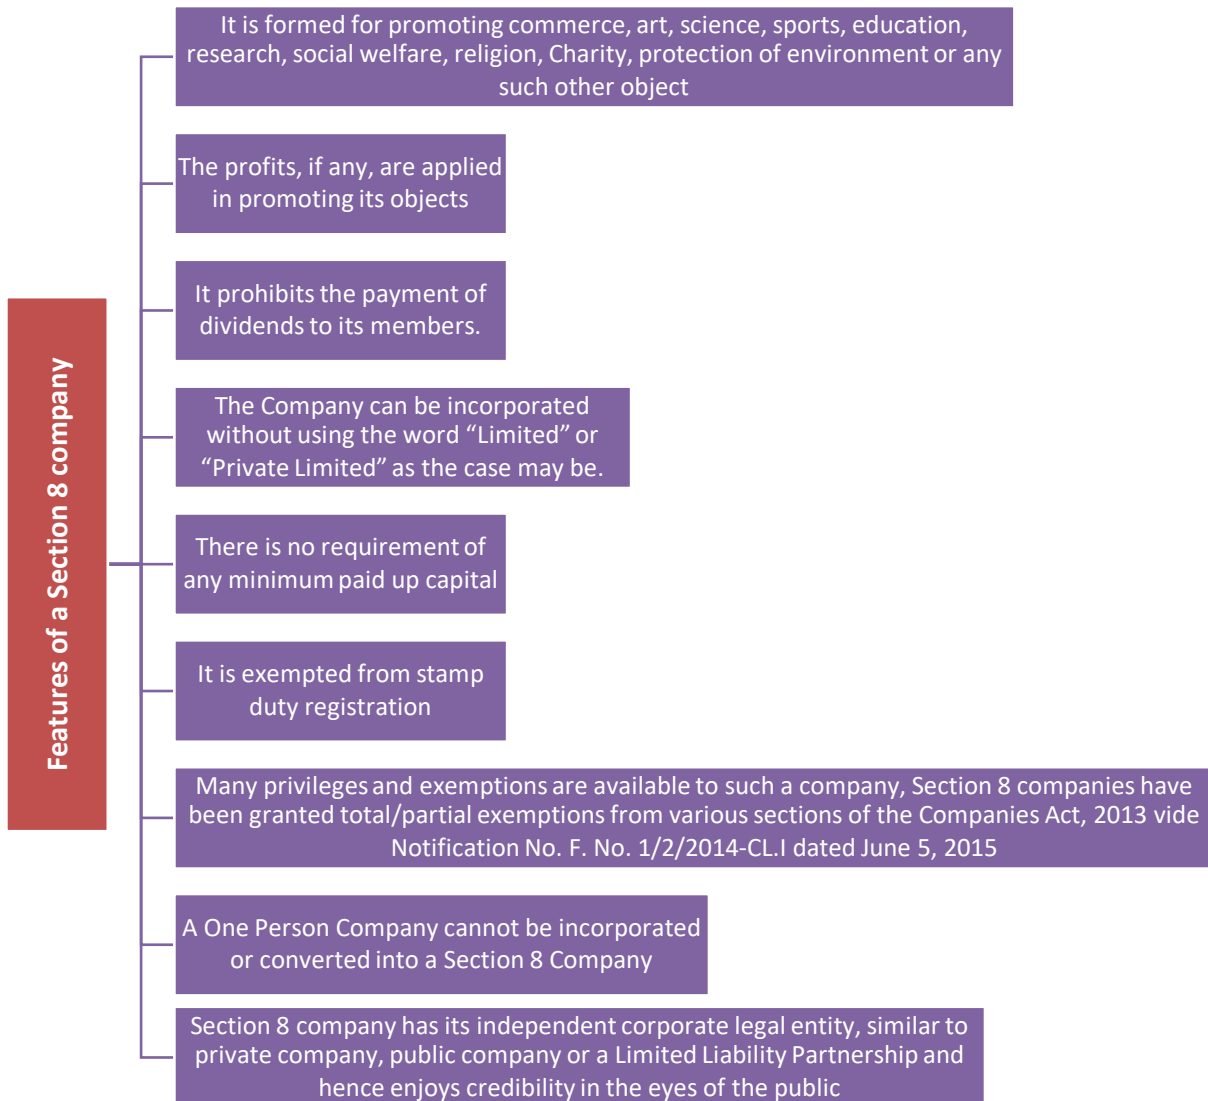 It is formed for promoting commerce, art, science, sports, education,
research, social welfare, religion, Charity, protection of environment or any
such other object
The profits, if any, are applied
in promoting its objects
It prohibits the payment of
dividends to its members.
Features of a Section 8 company
The Company can be incorporated
without using the word “Limited” or
“Private Limited” as the case may be.
There is no requirement of
any minimum paid up capital
It is exempted from stamp
duty registration
Many privileges and exemptions are available to such a company, Section 8 companies have
been granted total/partial exemptions from various sections of the Companies Act, 2013 vide
Notification No. F. No. 1/2/2014-CL.I dated June 5, 2015
A One Person Company cannot be incorporated
or converted into a Section 8 Company
Section 8 company has its independent corporate legal entity, similar to
private company, public company or a Limited Liability Partnership and
hence enjoys credibility in the eyes of the public